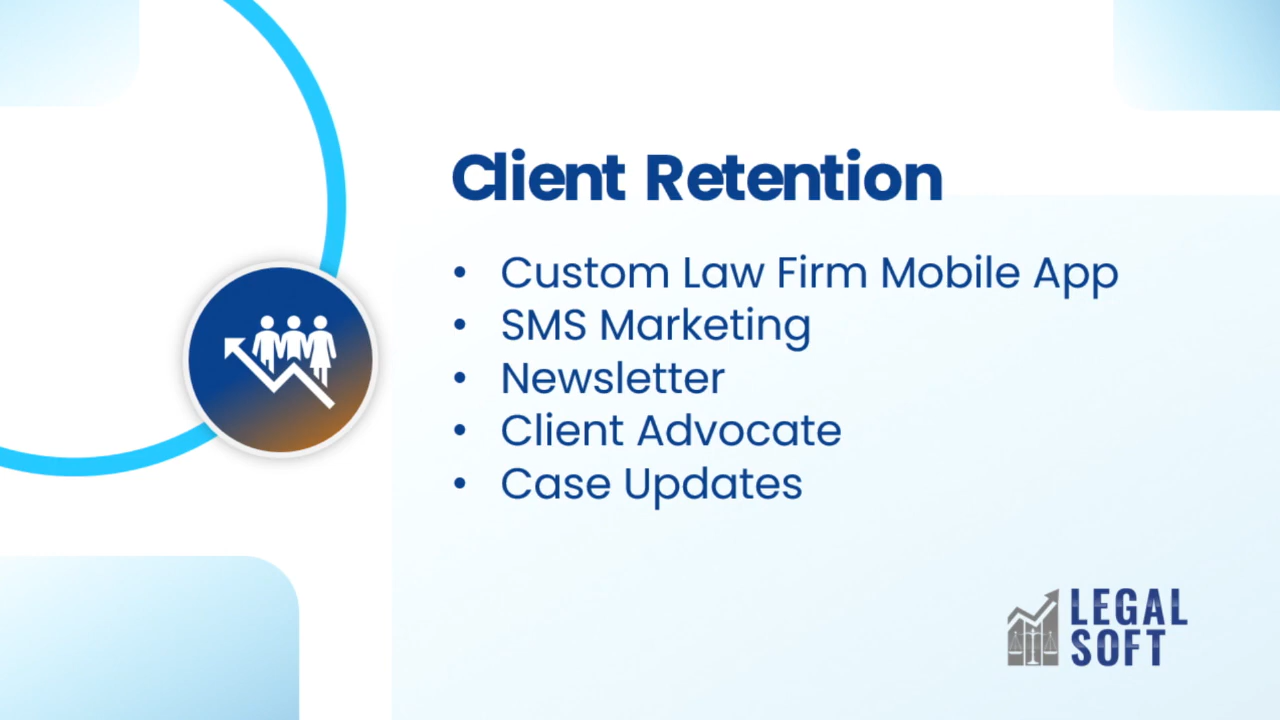 Client Retention
• Custom Law Firm Mobile App
• SMS Marketing
• Newsletter
• Client Advocate
• Case Updates
LEGAL
SOFT